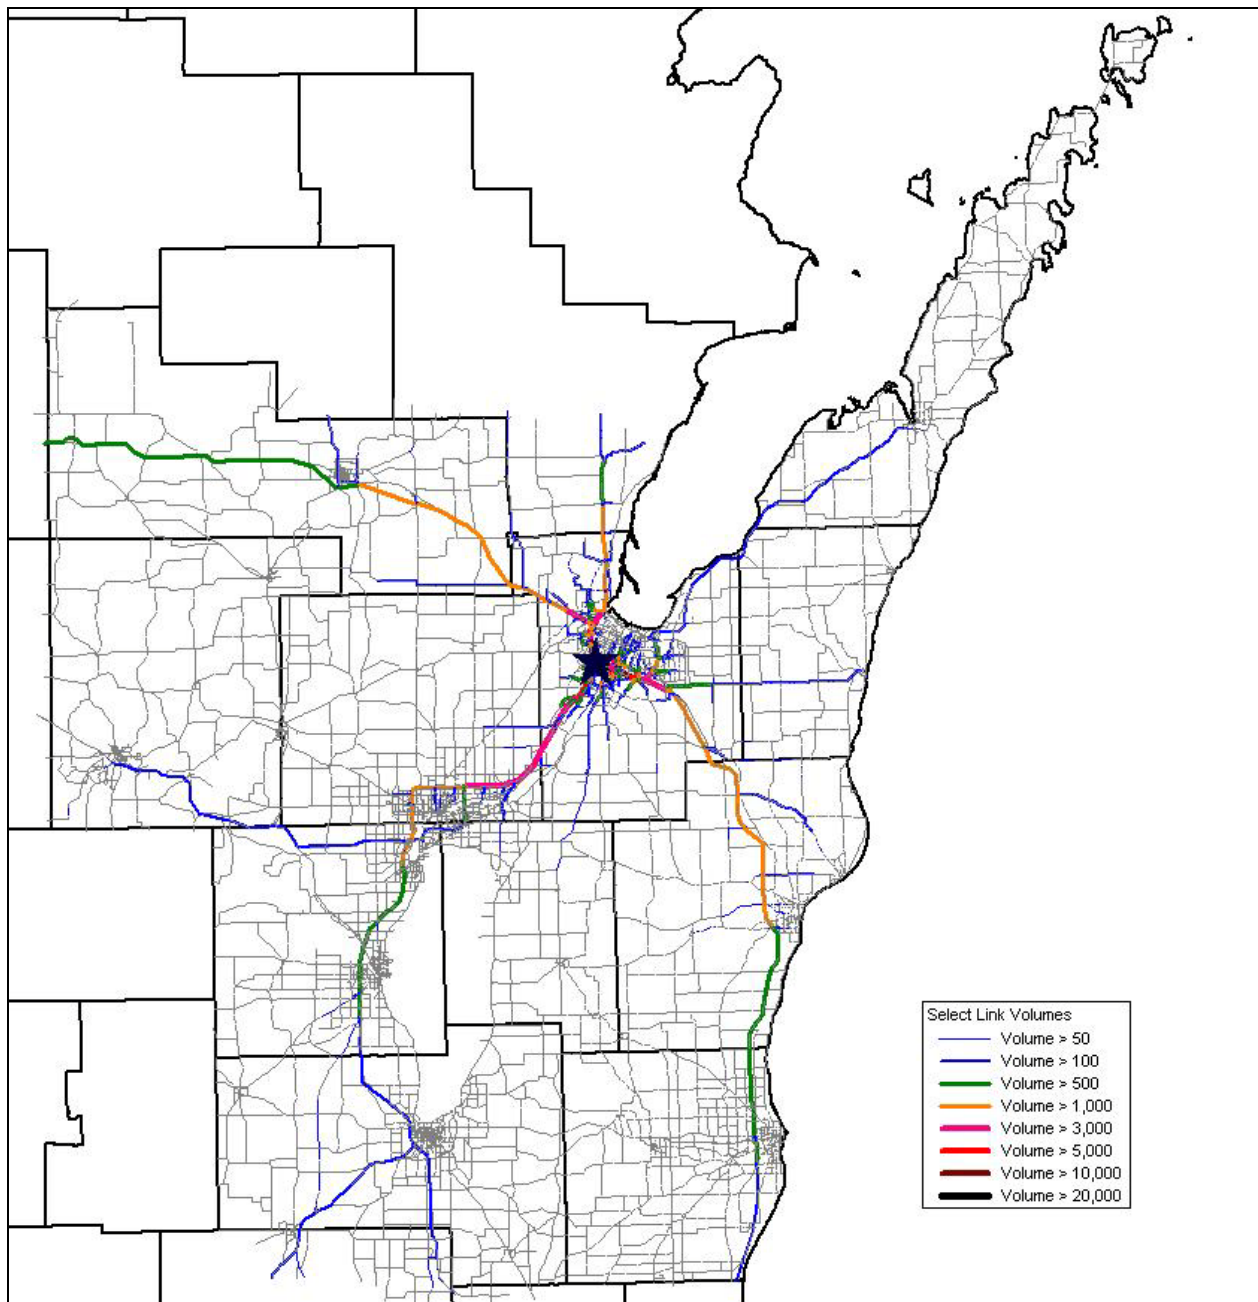 Select Link Volumes
Volume > 50
Volume > 100
Volume > 500
Volume > 1,000
Volume > 3,000
Volume > 5,000
Volume > 10,000
Volume > 20,000